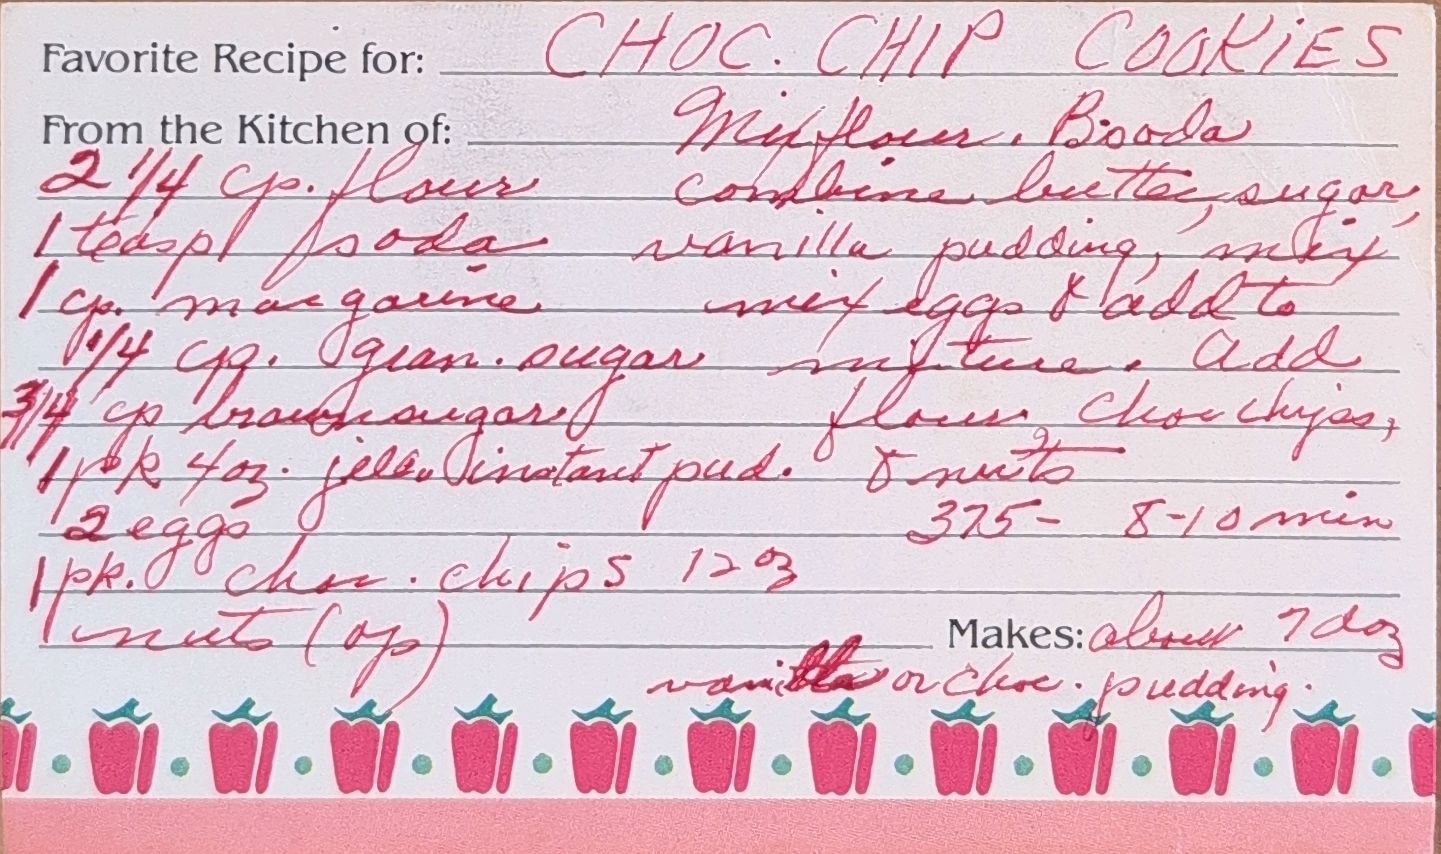 Favorite Recipe for: CHOC. CHIP COOKiES
From the Kitchen of: Mix flour. B. soda
2 1/4 cp. flour combine butter, sugar,
1 teasp soda vanilla pudding, mix
1 cp. margarine mix eggs & add to
1/4 cp. gran. sugar mixture. Add
3/4 cp brown sugar flour choc chips,
1 pk 4 oz. jello instant pud. & nuts
2 eggs 375- 8-10 min
1 pk. choc. chips 12 oz
1 nuts (op) Makes: about 7 doz
vanilla or choc. pudding.